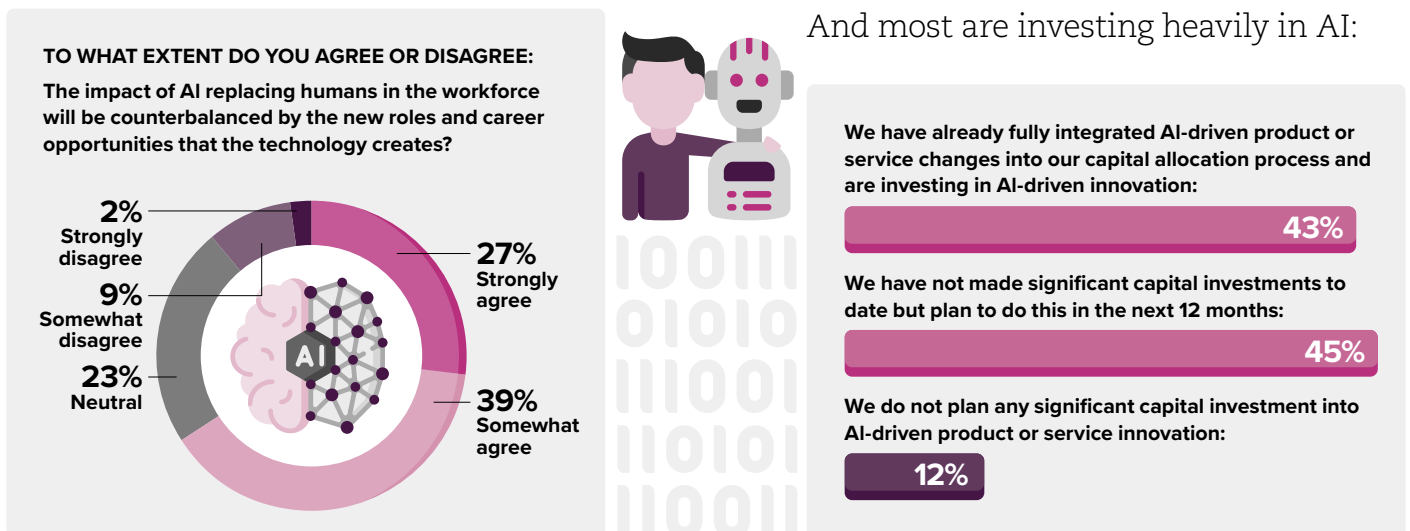 TO WHAT EXTENT DO YOU AGREE OR DISAGREE:
The impact of AI replacing humans in the workforce
will be counterbalanced by the new roles and career
opportunities that the technology creates?
2%
Strongly
disagree
9%
Somewhat
disagree
23%
Neutral
27%
Strongly
agree
39%
Somewhat
agree
AI
100111
010100
111001
110101
110011
And most are investing heavily in AI:
We have already fully integrated AI-driven product or
service changes into our capital allocation process and
are investing in AI-driven innovation:
43%
We have not made significant capital investments to
date but plan to do this in the next 12 months:
45%
We do not plan any significant capital investment into
AI-driven product or service innovation:
12%